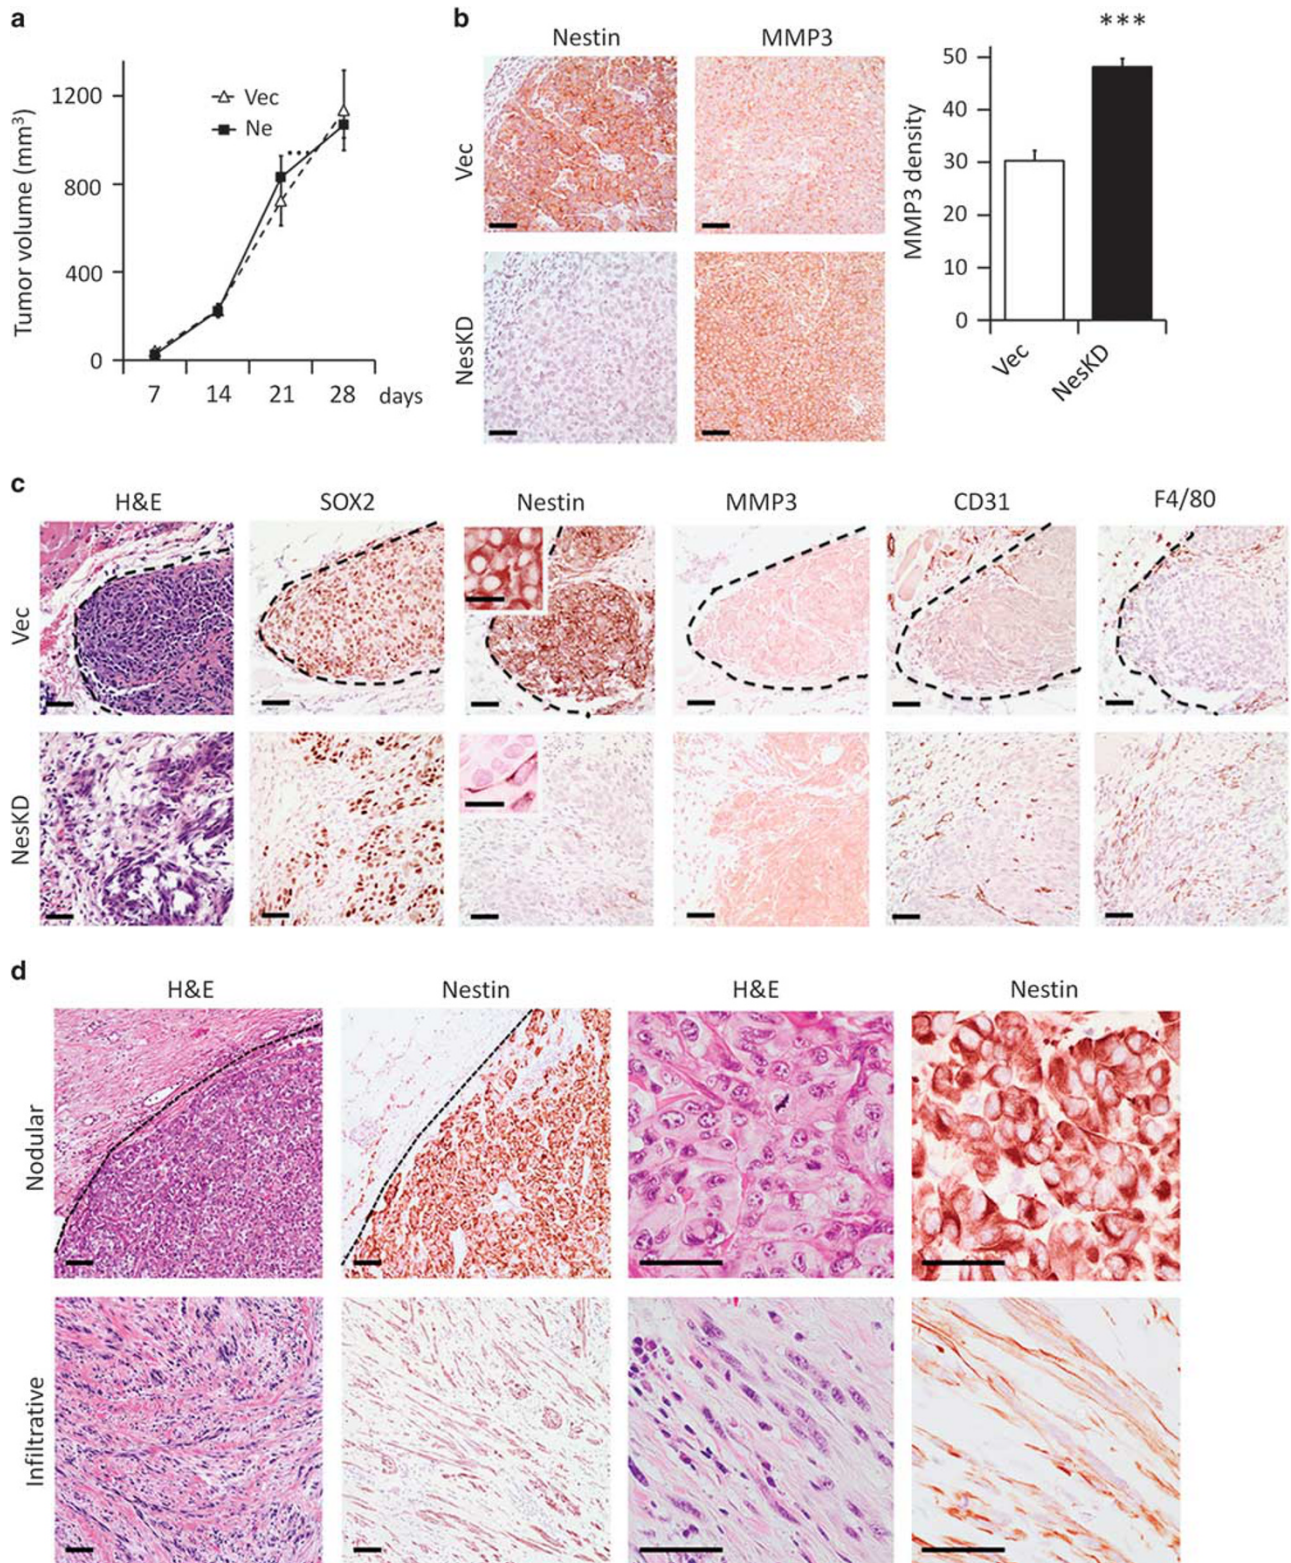 a
Tumor volume (mm³)
1200
800
400
0
Vec
Ne
7 14 21 28 days
b
Nestin MMP3
Vec
NesKD
***
MMP3 density
50
40
30
20
10
0
Vec
NesKD
c
H&E SOX2 Nestin MMP3 CD31 F4/80
Vec
NesKD
d
H&E Nestin H&E Nestin
Nodular
Infiltrative